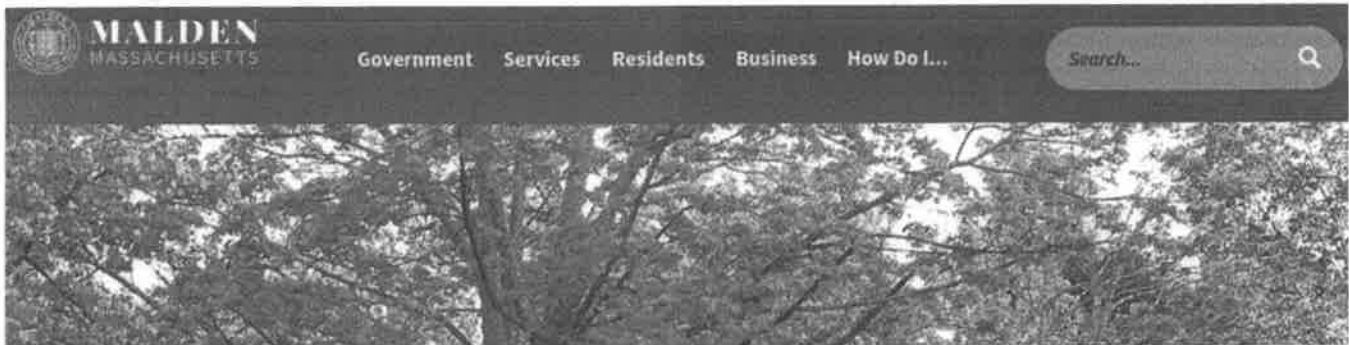 MALDEN
MASSACHUSETTS
Government Services Residents Business How Do I... Search...